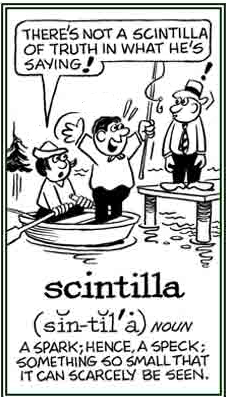 THERE'S NOT A SCINTILLA
OF TRUTH IN WHAT HE'S
SAYING!
!
scintilla
(sĭn-tĭl′ȧ) NOUN
A SPARK; HENCE, A SPECK;
SOMETHING SO SMALL THAT
IT CAN SCARCELY BE SEEN.